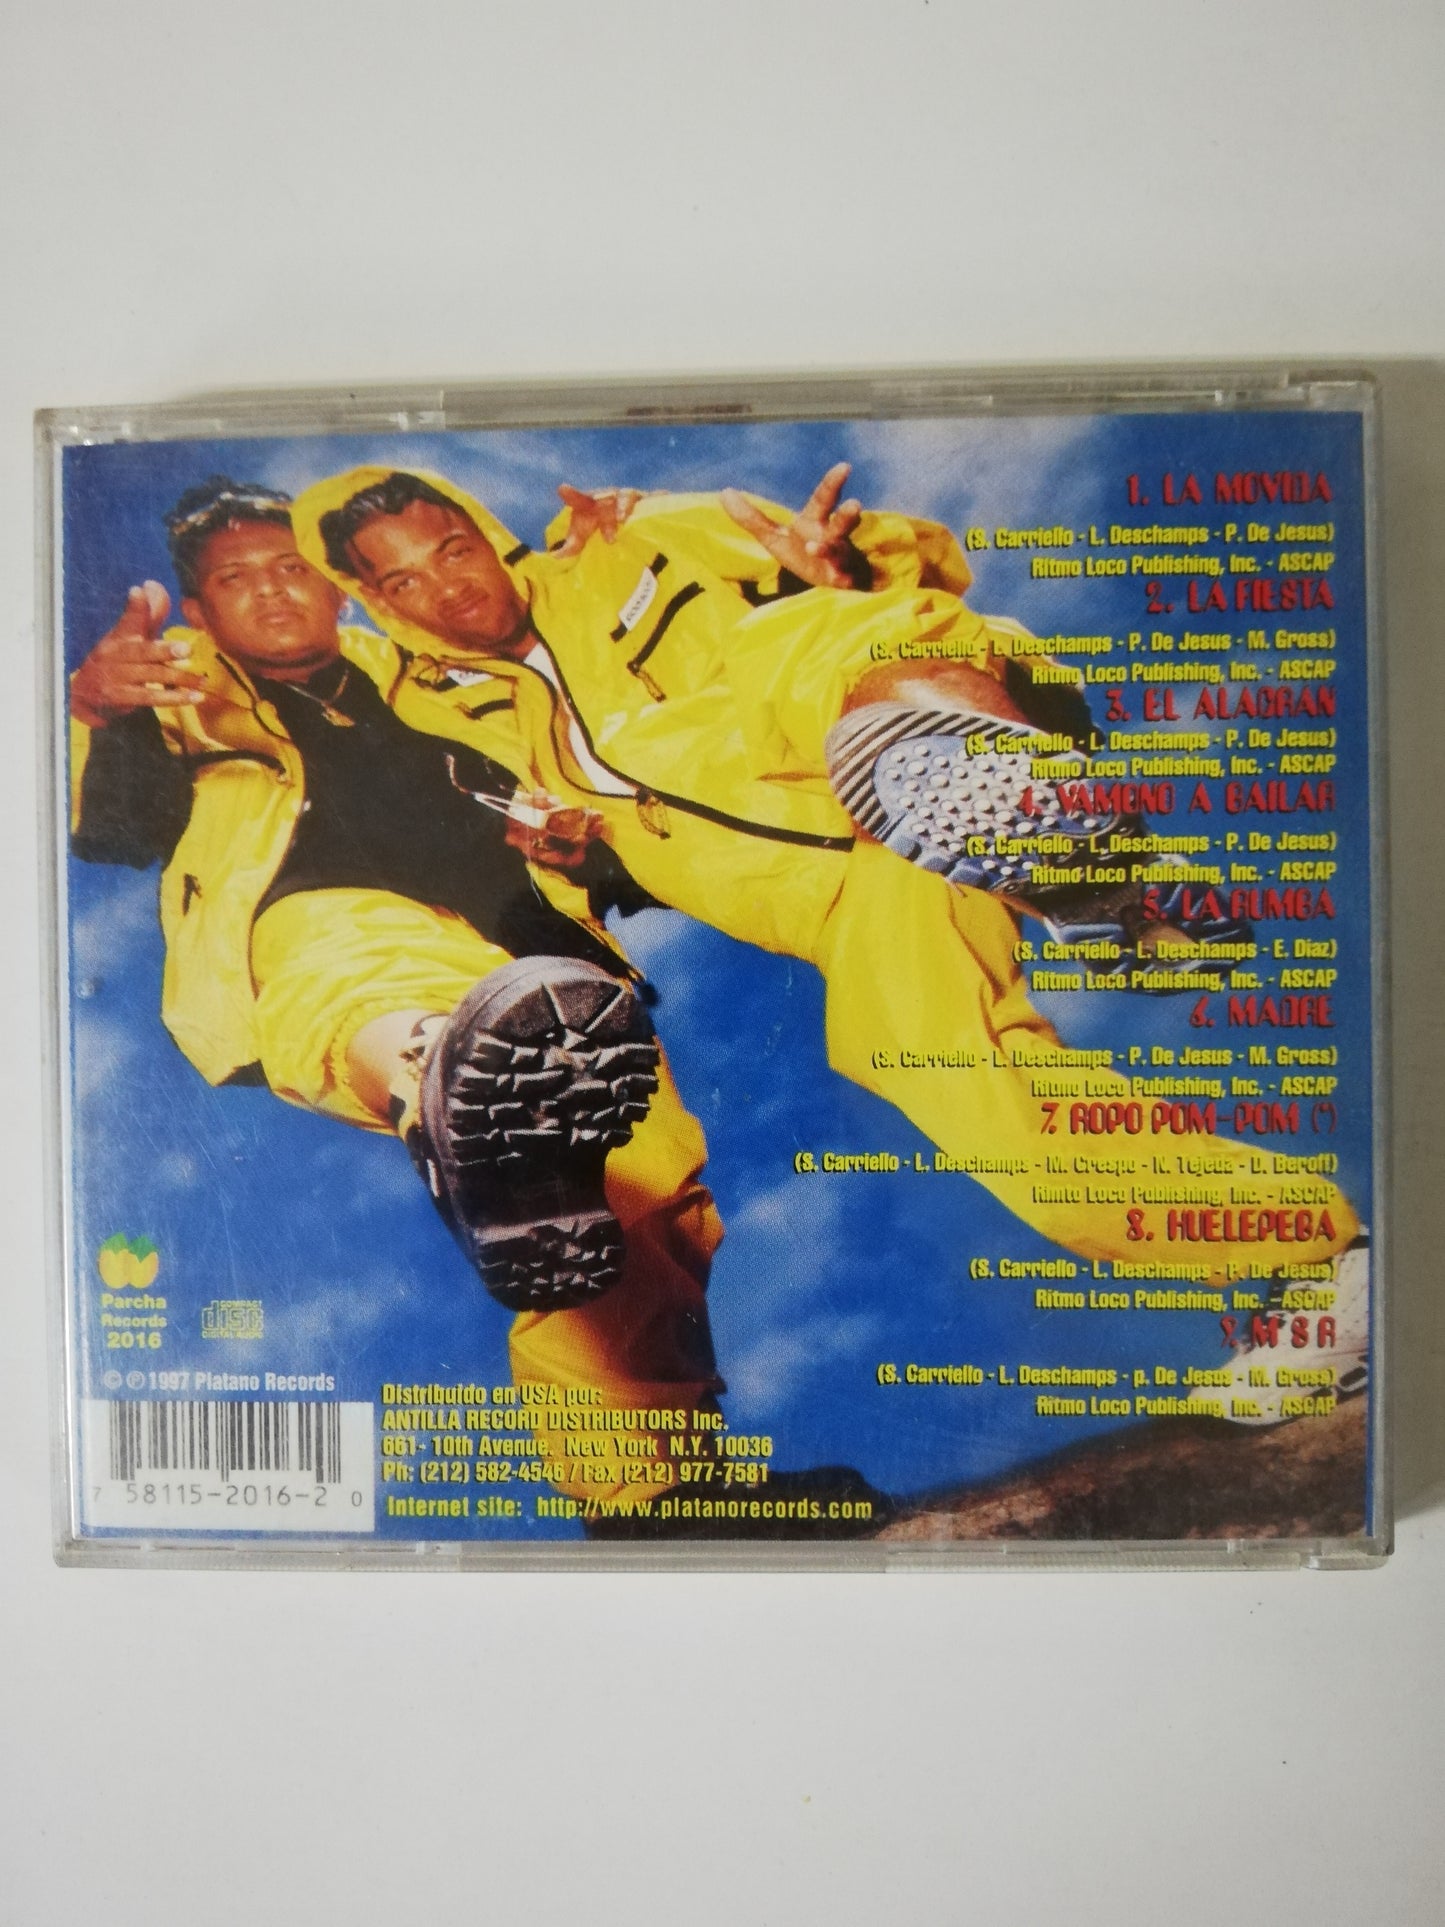 1. LA MOVIDA
(S. Carriello - L. Deschamps - P. De Jesus)
Ritmo Loco Publishing, Inc. - ASCAP
2. LA FIESTA
(S. Carriello - L. Deschamps - P. De Jesus - M. Gross)
Ritmo Loco Publishing, Inc. - ASCAP
3. EL ALACRAN
(S. Carriello - L. Deschamps - P. De Jesus)
Ritmo Loco Publishing, Inc. - ASCAP
4. VAMONO A BAILAR
(S. Carriello - L. Deschamps - P. De Jesus)
Ritmo Loco Publishing, Inc. - ASCAP
5. LA RUMBA
(S. Carriello - L. Deschamps - E. Diaz)
Ritmo Loco Publishing, Inc. - ASCAP
6. MADRE
(S. Carriello - L. Deschamps - P. De Jesus - M. Gross)
Ritmo Loco Publishing, Inc. - ASCAP
7. ROPO POM-POM (*)
(S. Carriello - L. Deschamps - M. Crespo - N. Tejeda - D. Beroff)
Rimto Loco Publishing, Inc. - ASCAP
8. HUELEPEGA
(S. Carriello - L. Deschamps - P. De Jesus)
Ritmo Loco Publishing, Inc. - ASCAP
9. M S R
(S. Carriello - L. Deschamps - p. De Jesus - M. Gross)
Ritmo Loco Publishing, Inc. - ASCAP
Parcha
Records
2016
COMPACT
disc
DIGITAL AUDIO
© ℗ 1997 Platano Records
7 58115-2016-2 0
Distribuido en USA por:
ANTILLA RECORD DISTRIBUTORS Inc.
661- 10th Avenue. New York N.Y. 10036
Ph: (212) 582-4546 / Fax (212) 977-7581
Internet site: http://www.platanorecords.com